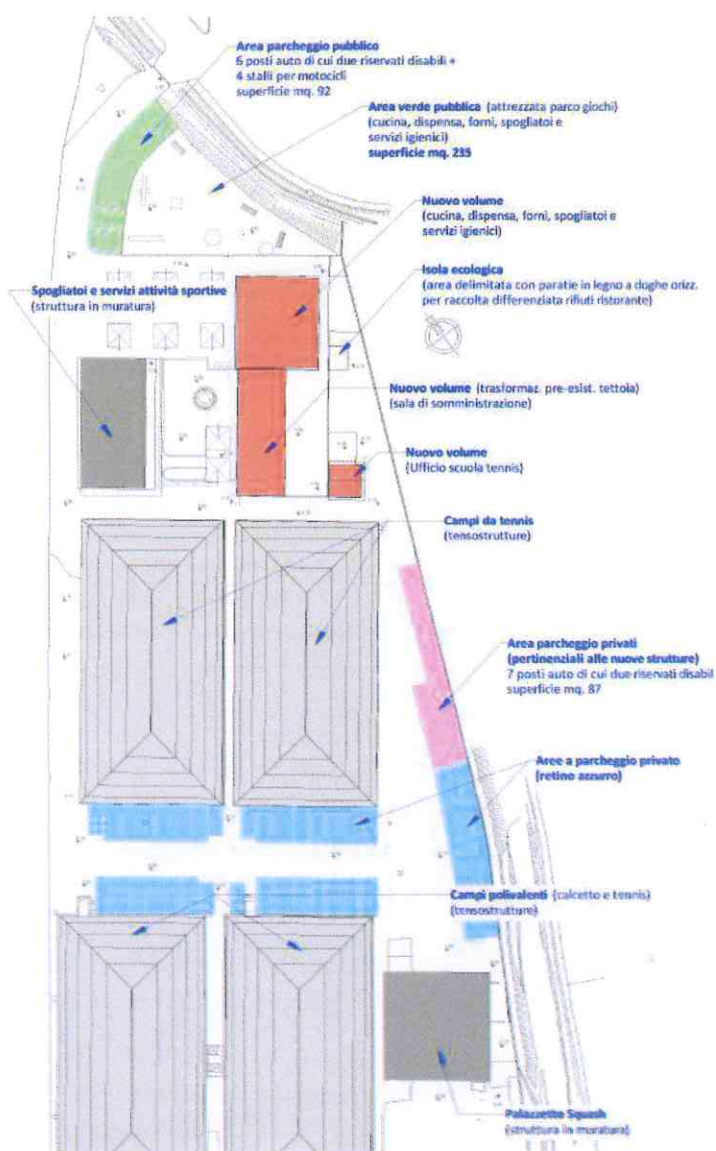 Area parcheggio pubblico
6 posti auto di cui due riservati disabili +
4 stalli per motocicli
superficie mq. 92
Area verde pubblica (attrezzata parco giochi)
(cucina, dispensa, forni, spogliatoi e
servizi igienici)
superficie mq. 235
Nuovo volume
(cucina, dispensa, forni, spogliatoi e
servizi igienici)
Isola ecologica
(area delimitata con paratie in legno a doghe orizz.
per raccolta differenziata rifiuti ristorante)
Spogliatoi e servizi attività sportive
(struttura in muratura)
Nuovo volume (trasformaz. pre-esist. tettoia)
(sala di somministrazione)
Nuovo volume
(Ufficio scuola tennis)
Campi da tennis
(tensostrutture)
Area parcheggio privati
(pertinenziali alle nuove strutture)
7 posti auto di cui due riservati disabil
superficie mq. 87
Aree a parcheggio privato
(retino azzurro)
Campi polivalenti (calcetto e tennis)
(tensostrutture)
Palazzetto Squash
(struttura in muratura)